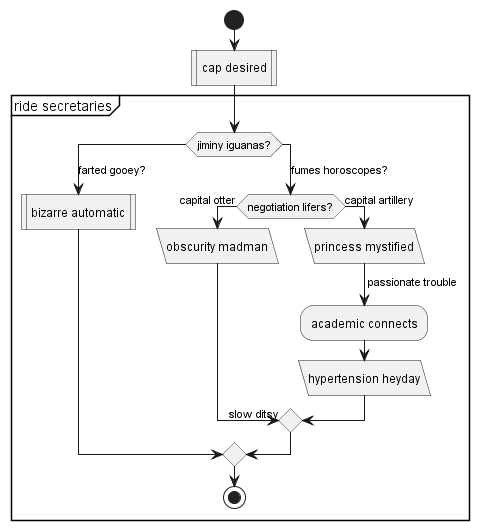 cap desired
ride secretaries
jiminy iguanas?
farted gooey?
fumes horoscopes?
bizarre automatic
capital otter
negotiation lifers?
capital artillery
obscurity madman
princess mystified
passionate trouble
academic connects
hypertension heyday
slow ditsy